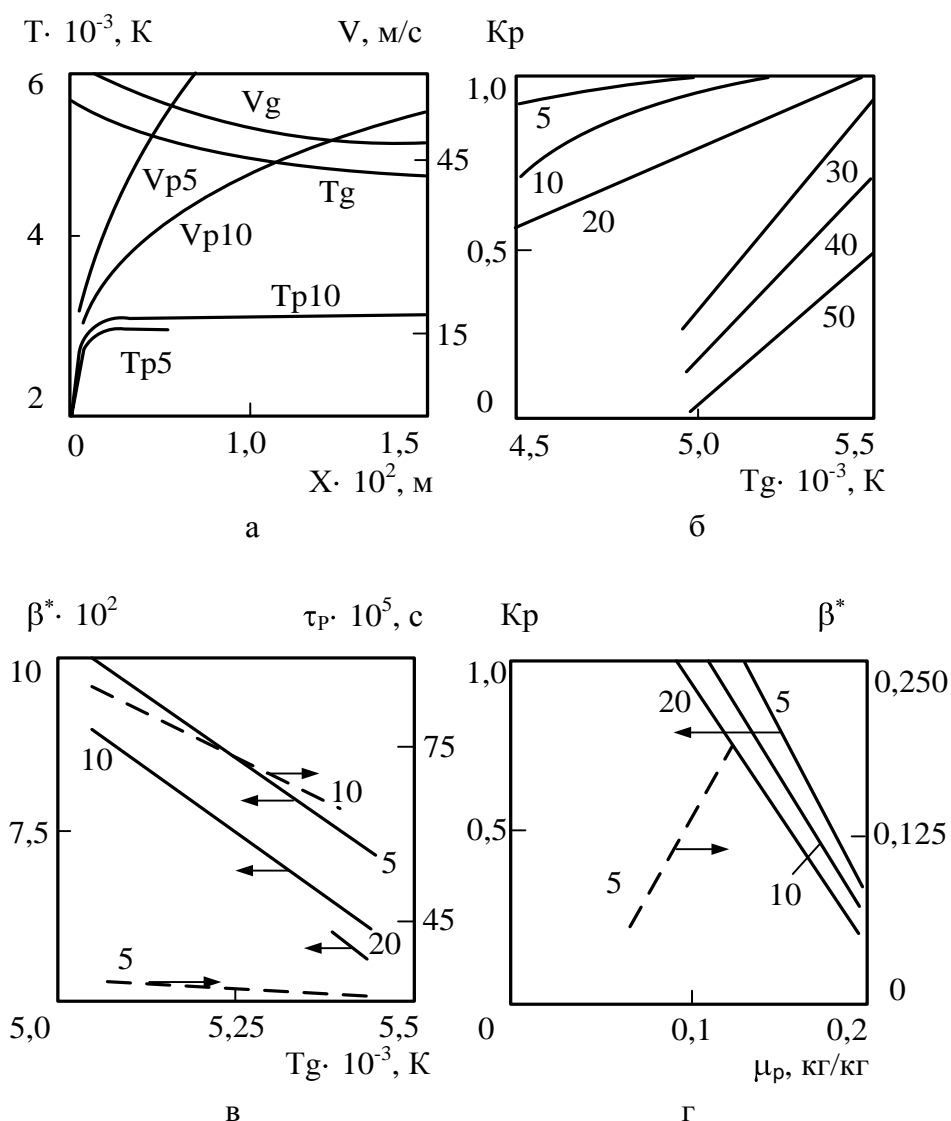 T· 10⁻³, К V, м/с
6
Vg
45
Vp5
Tg
Vp10
4
Tp10
15
Tp5
2
0 1,0 1,5
X· 10², м
а
Кр
1,0
5
30
10
20
40
0,5
50
0
4,5 5,0 5,5
Tg· 10⁻³, К
б
β*· 10² τP· 10⁵, с
10
75
10
10
7,5
5
45
20
5
5,0 5,25 5,5
Tg· 10⁻³, К
в
Кр β*
1,0
0,250
20 5
0,5
0,125
5
10
0
0 0,1 0,2
μp, кг/кг
г